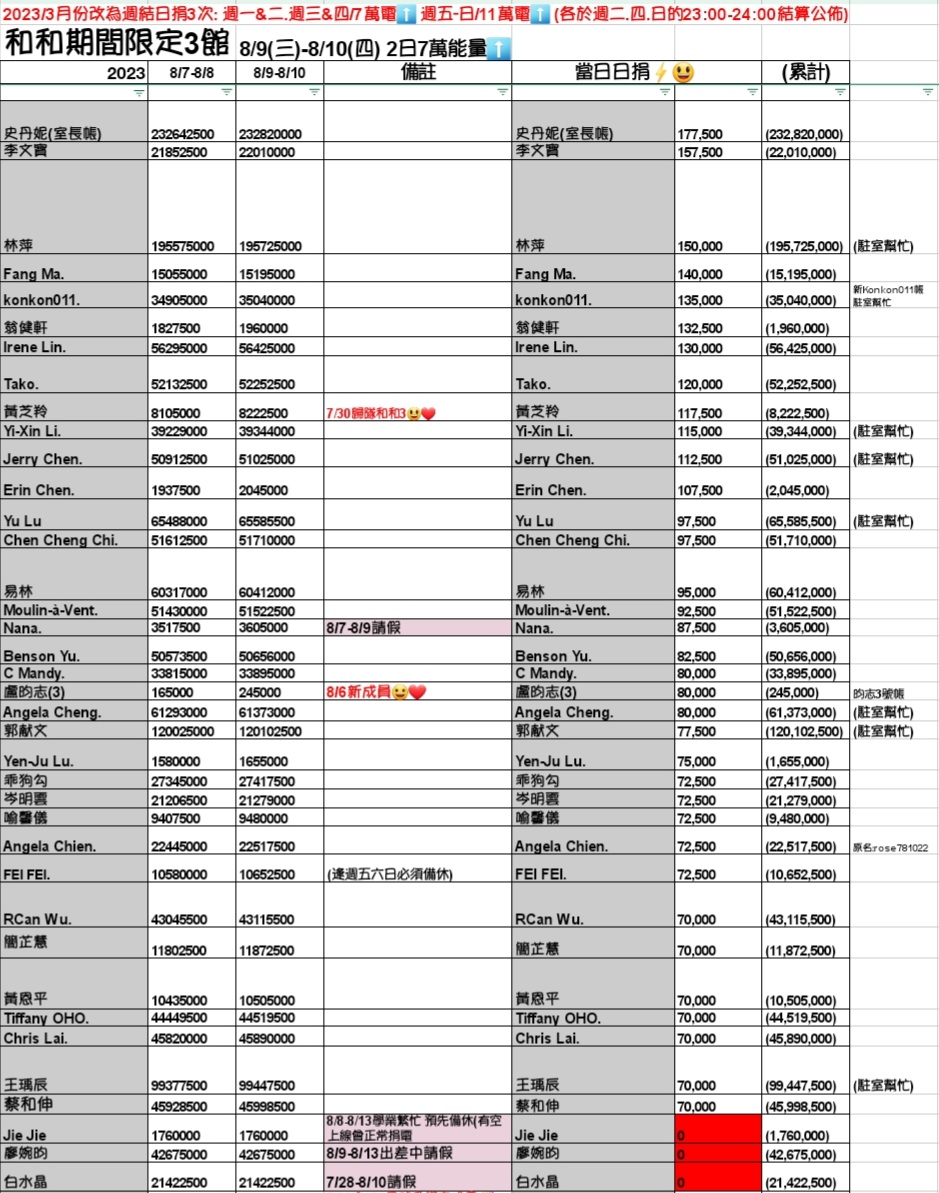 2023/3月份改為週結日捐3次: 週一&二.週三&四/7萬電⬆️ 週五-日/11萬電⬆️ (各於週二.四.日的23:00-24:00結算公佈)
和和期間限定3館 8/9(三)-8/10(四) 2日7萬能量⬆️
2023 8/7-8/8 8/9-8/10 備註 當日日捐⚡😃 (累計)
史丹妮(室長帳) 232642500 232820000 史丹妮(室長帳) 177,500 (232,820,000)
李文寶 21852500 22010000 李文寶 157,500 (22,010,000)
林萍 195575000 195725000 林萍 150,000 (195,725,000) (駐室幫忙)
Fang Ma. 15055000 15195000 Fang Ma. 140,000 (15,195,000)
konkon011. 34905000 35040000 konkon011. 135,000 (35,040,000) 新Konkon011帳
駐室幫忙
翁健軒 1827500 1960000 翁健軒 132,500 (1,960,000)
Irene Lin. 56295000 56425000 Irene Lin. 130,000 (56,425,000)
Tako. 52132500 52252500 Tako. 120,000 (52,252,500)
黃芝羚 8105000 8222500 7/30歸隊和和3😃❤️ 黃芝羚 117,500 (8,222,500)
Yi-Xin Li. 39229000 39344000 Yi-Xin Li. 115,000 (39,344,000) (駐室幫忙)
Jerry Chen. 50912500 51025000 Jerry Chen. 112,500 (51,025,000) (駐室幫忙)
Erin Chen. 1937500 2045000 Erin Chen. 107,500 (2,045,000)
Yu Lu 65488000 65585500 Yu Lu 97,500 (65,585,500) (駐室幫忙)
Chen Cheng Chi. 51612500 51710000 Chen Cheng Chi. 97,500 (51,710,000)
易林 60317000 60412000 易林 95,000 (60,412,000)
Moulin-à-Vent. 51430000 51522500 Moulin-à-Vent. 92,500 (51,522,500)
Nana. 3517500 3605000 8/7-8/9請假 Nana. 87,500 (3,605,000)
Benson Yu. 50573500 50656000 Benson Yu. 82,500 (50,656,000)
C Mandy. 33815000 33895000 C Mandy. 80,000 (33,895,000)
盧昀志(3) 165000 245000 8/6新成員😃❤️ 盧昀志(3) 80,000 (245,000) 昀志3號帳
Angela Cheng. 61293000 61373000 Angela Cheng. 80,000 (61,373,000) (駐室幫忙)
郭献文 120025000 120102500 郭献文 77,500 (120,102,500) (駐室幫忙)
Yen-Ju Lu. 1580000 1655000 Yen-Ju Lu. 75,000 (1,655,000)
乖狗勾 27345000 27417500 乖狗勾 72,500 (27,417,500)
岑明雲 21206500 21279000 岑明雲 72,500 (21,279,000)
喻馨儀 9407500 9480000 喻馨儀 72,500 (9,480,000)
Angela Chien. 22445000 22517500 Angela Chien. 72,500 (22,517,500) 原名:rose781022
FEI FEI. 10580000 10652500 (逢週五六日必須備休) FEI FEI. 72,500 (10,652,500)
RCan Wu. 43045500 43115500 RCan Wu. 70,000 (43,115,500)
簡芷慧 11802500 11872500 簡芷慧 70,000 (11,872,500)
黃恩平 10435000 10505000 黃恩平 70,000 (10,505,000)
Tiffany OHO. 44449500 44519500 Tiffany OHO. 70,000 (44,519,500)
Chris Lai. 45820000 45890000 Chris Lai. 70,000 (45,890,000)
王瑀辰 99377500 99447500 王瑀辰 70,000 (99,447,500) (駐室幫忙)
蔡和伸 45928500 45998500 蔡和伸 70,000 (45,998,500)
Jie Jie 1760000 1760000 8/8-8/13學業繁忙 預先備休(有空
上線會正常捐電 Jie Jie 0 (1,760,000)
廖婉昀 42675000 42675000 8/9-8/13出差中請假 廖婉昀 0 (42,675,000)
白水晶 21422500 21422500 7/28-8/10請假 白水晶 0 (21,422,500)